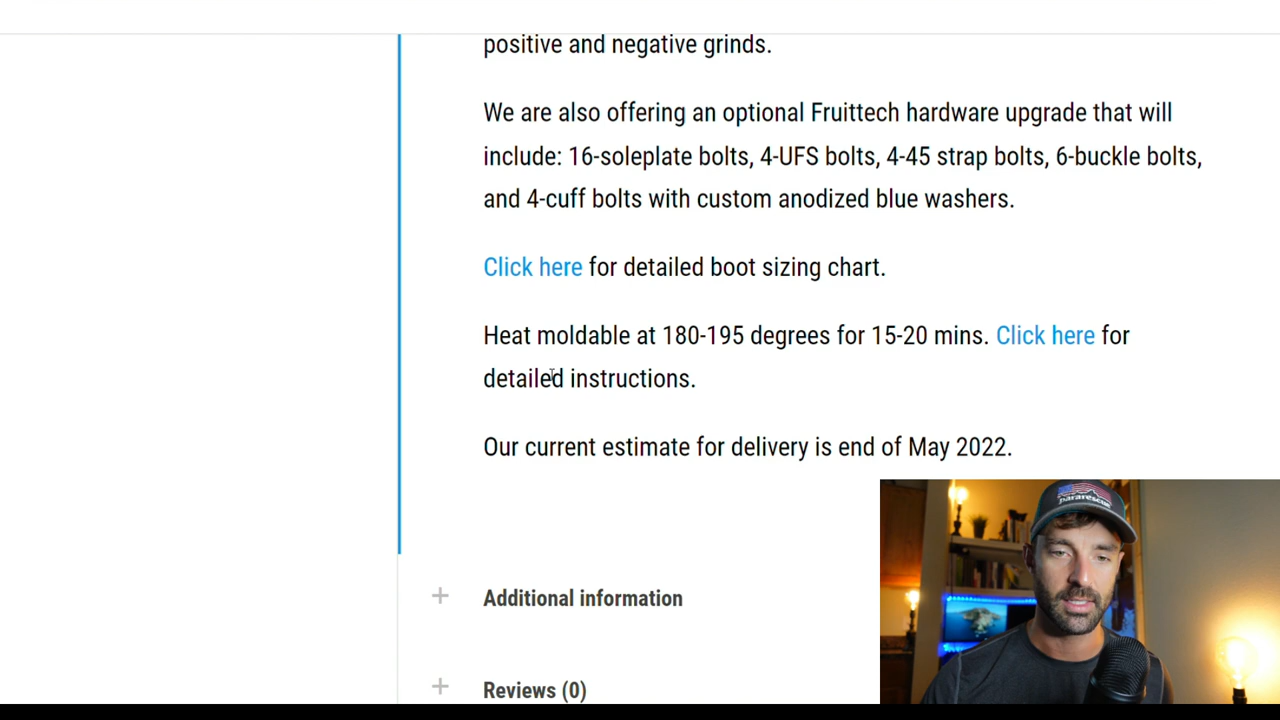 positive and negative grinds.
We are also offering an optional Fruittech hardware upgrade that will
include: 16-soleplate bolts, 4-UFS bolts, 4-45 strap bolts, 6-buckle bolts,
and 4-cuff bolts with custom anodized blue washers.
Click here for detailed boot sizing chart.
Heat moldable at 180-195 degrees for 15-20 mins. Click here for
detailed instructions.
Our current estimate for delivery is end of May 2022.
Additional information
Reviews (0)
pararescue